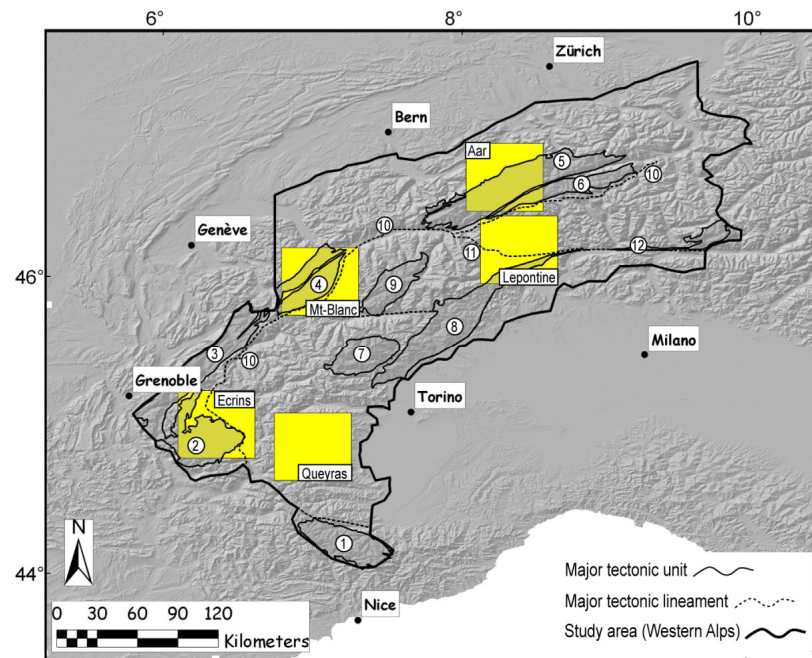 6° 8° 10°
Zürich
Bern
Aar
5
6
10
Genève
10
46°
11
12
4
9
Lepontine
Mt-Blanc
8
3
7
10
Milano
Grenoble
Ecrins
Torino
2
Queyras
N
1
44°
Major tectonic unit
Major tectonic lineament
0 30 60 90 120
Nice
Study area (Western Alps)
Kilometers